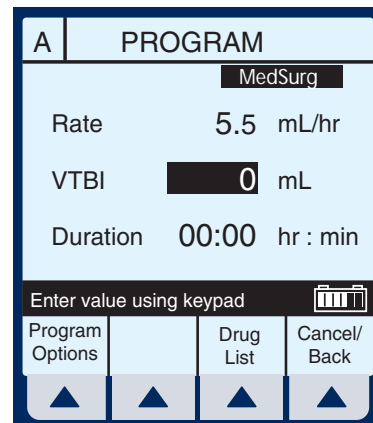 A PROGRAM
MedSurg
Rate 5.5 mL/hr
VTBI 0 mL
Duration 00:00 hr : min
Enter value using keypad
Program Options Drug List Cancel/ Back